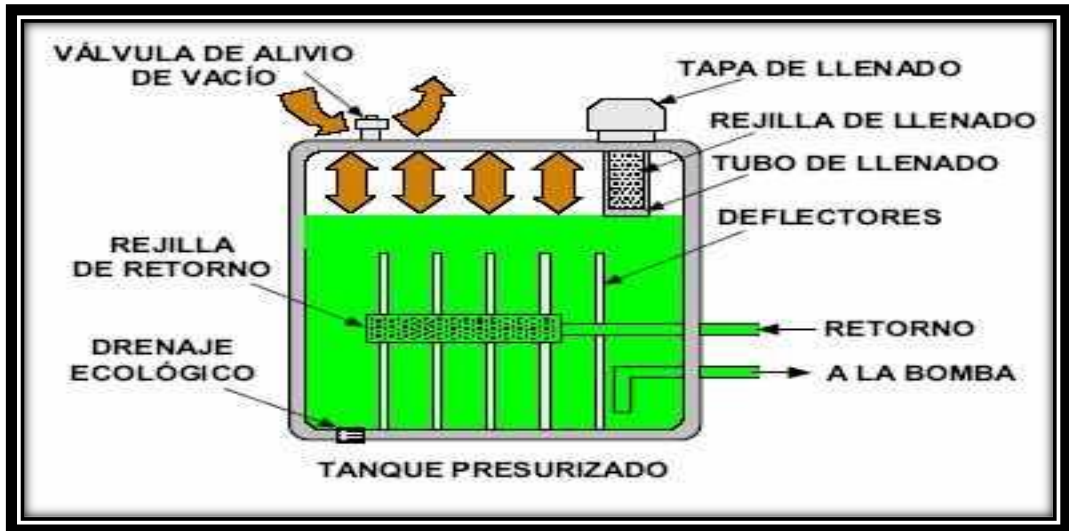 VÁLVULA DE ALIVIO
DE VACÍO
TAPA DE LLENADO
REJILLA DE LLENADO
TUBO DE LLENADO
DEFLECTORES
REJILLA
DE RETORNO
RETORNO
DRENAJE
ECOLÓGICO
A LA BOMBA
TANQUE PRESURIZADO